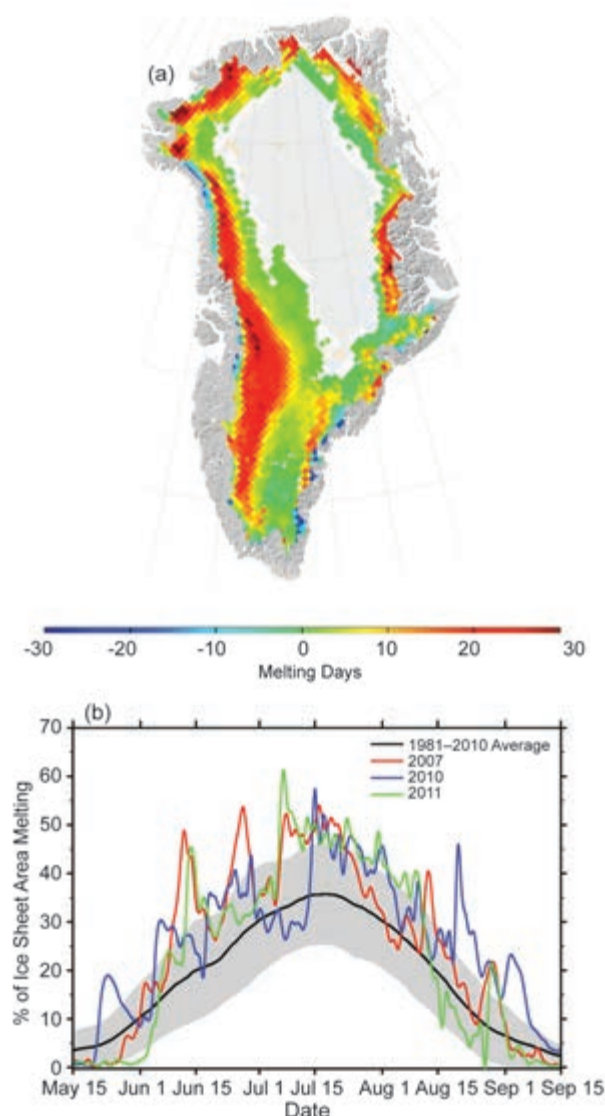 (a)
-30 -20 -10 0 10 20 30
Melting Days
(b)
70
60
50
40
30
20
10
0
% of Ice Sheet Area Melting
1981–2010 Average
2007
2010
2011
May 15 Jun 1 Jun 15 Jul 1 Jul 15 Aug 1 Aug 15 Sep 1 Sep 15
Date